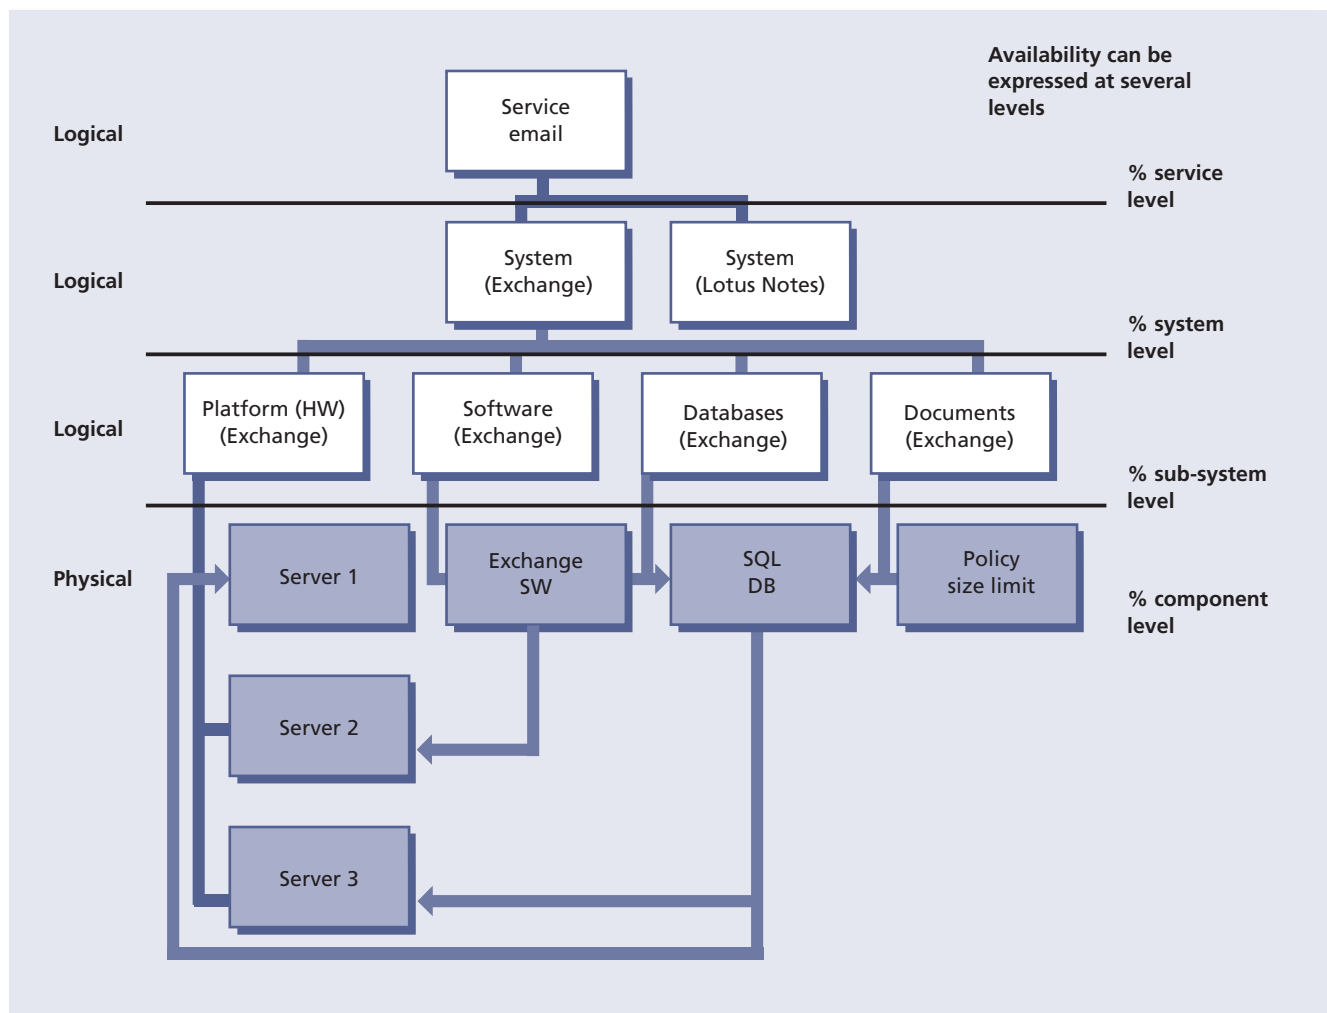 Availability can be
expressed at several
levels
Service
email
Logical
% service
level
System
(Exchange)
System
(Lotus Notes)
Logical
% system
level
Platform (HW)
(Exchange)
Software
(Exchange)
Databases
(Exchange)
Documents
(Exchange)
Logical
% sub-system
level
Physical
Server 1
Exchange
SW
SQL
DB
Policy
size limit
% component
level
Server 2
Server 3